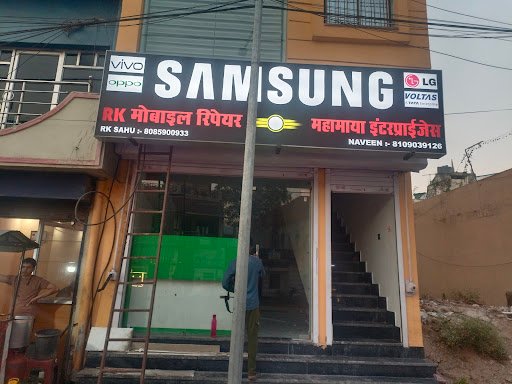 vivo
oppo
SAMSUNG
LG
VOLTAS
RK मोबाइल रिपेयर
महामाया इंटरप्राईजेस
RK SAHU :- 8085900933
NAVEEN :- 8109039126